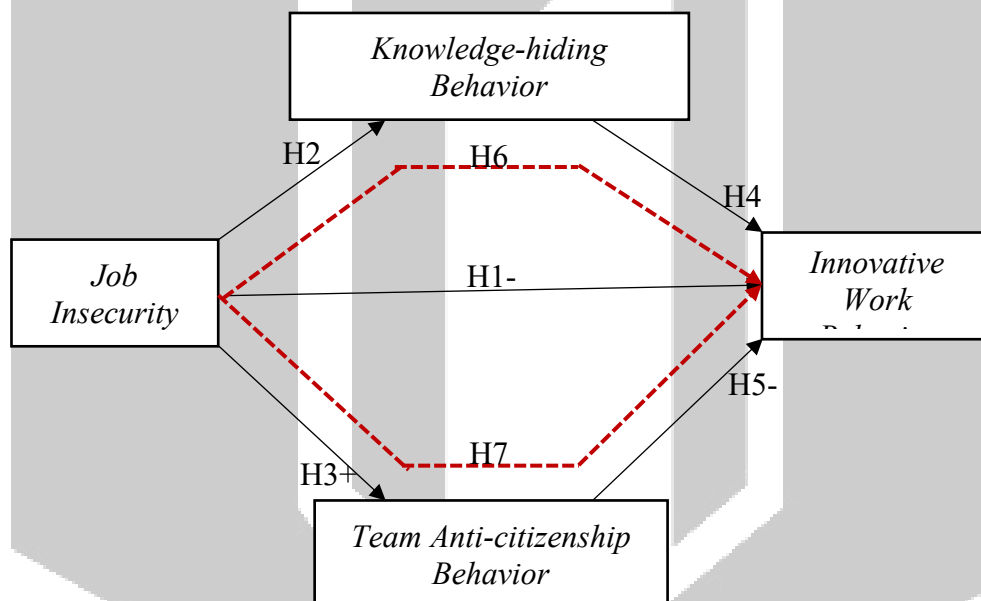 Knowledge-hiding
Behavior
H2
H6
H4
Job
Insecurity
H1-
Innovative
Work
H5-
H7
H3+
Team Anti-citizenship
Behavior